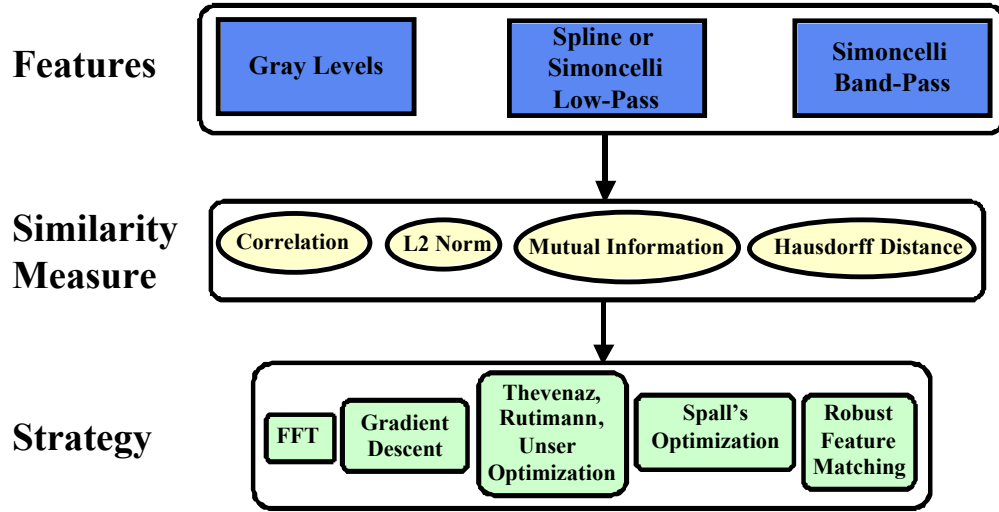 Features
Gray Levels
Spline or
Simoncelli
Low-Pass
Simoncelli
Band-Pass
Similarity
Measure
Correlation
L2 Norm
Mutual Information
Hausdorff Distance
Strategy
FFT
Gradient
Descent
Thevenaz,
Rutimann,
Unser
Optimization
Spall's
Optimization
Robust
Feature
Matching